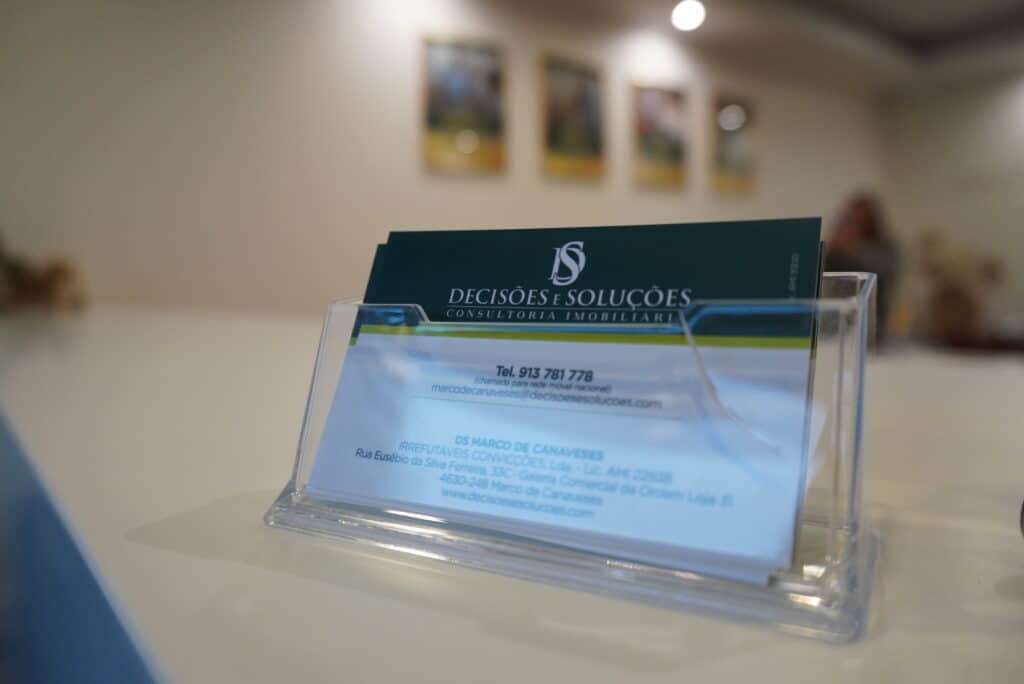 DS
DECISÕES E SOLUÇÕES
CONSULTORIA IMOBILIÁRIA
Tel. 913 781 778
(chamada para rede móvel nacional)
marcodecanaveses@decisoesesolucoes.com
DS MARCO DE CANAVESES
IRREFUTÁVEIS CONVICÇÕES, Lda. - Lic. AMI 22838
Rua Eusébio da Silva Ferreira, 33C - Galeria Comercial da Ordem Loja 31
4630-248 Marco de Canaveses
www.decisoesesolucoes.com